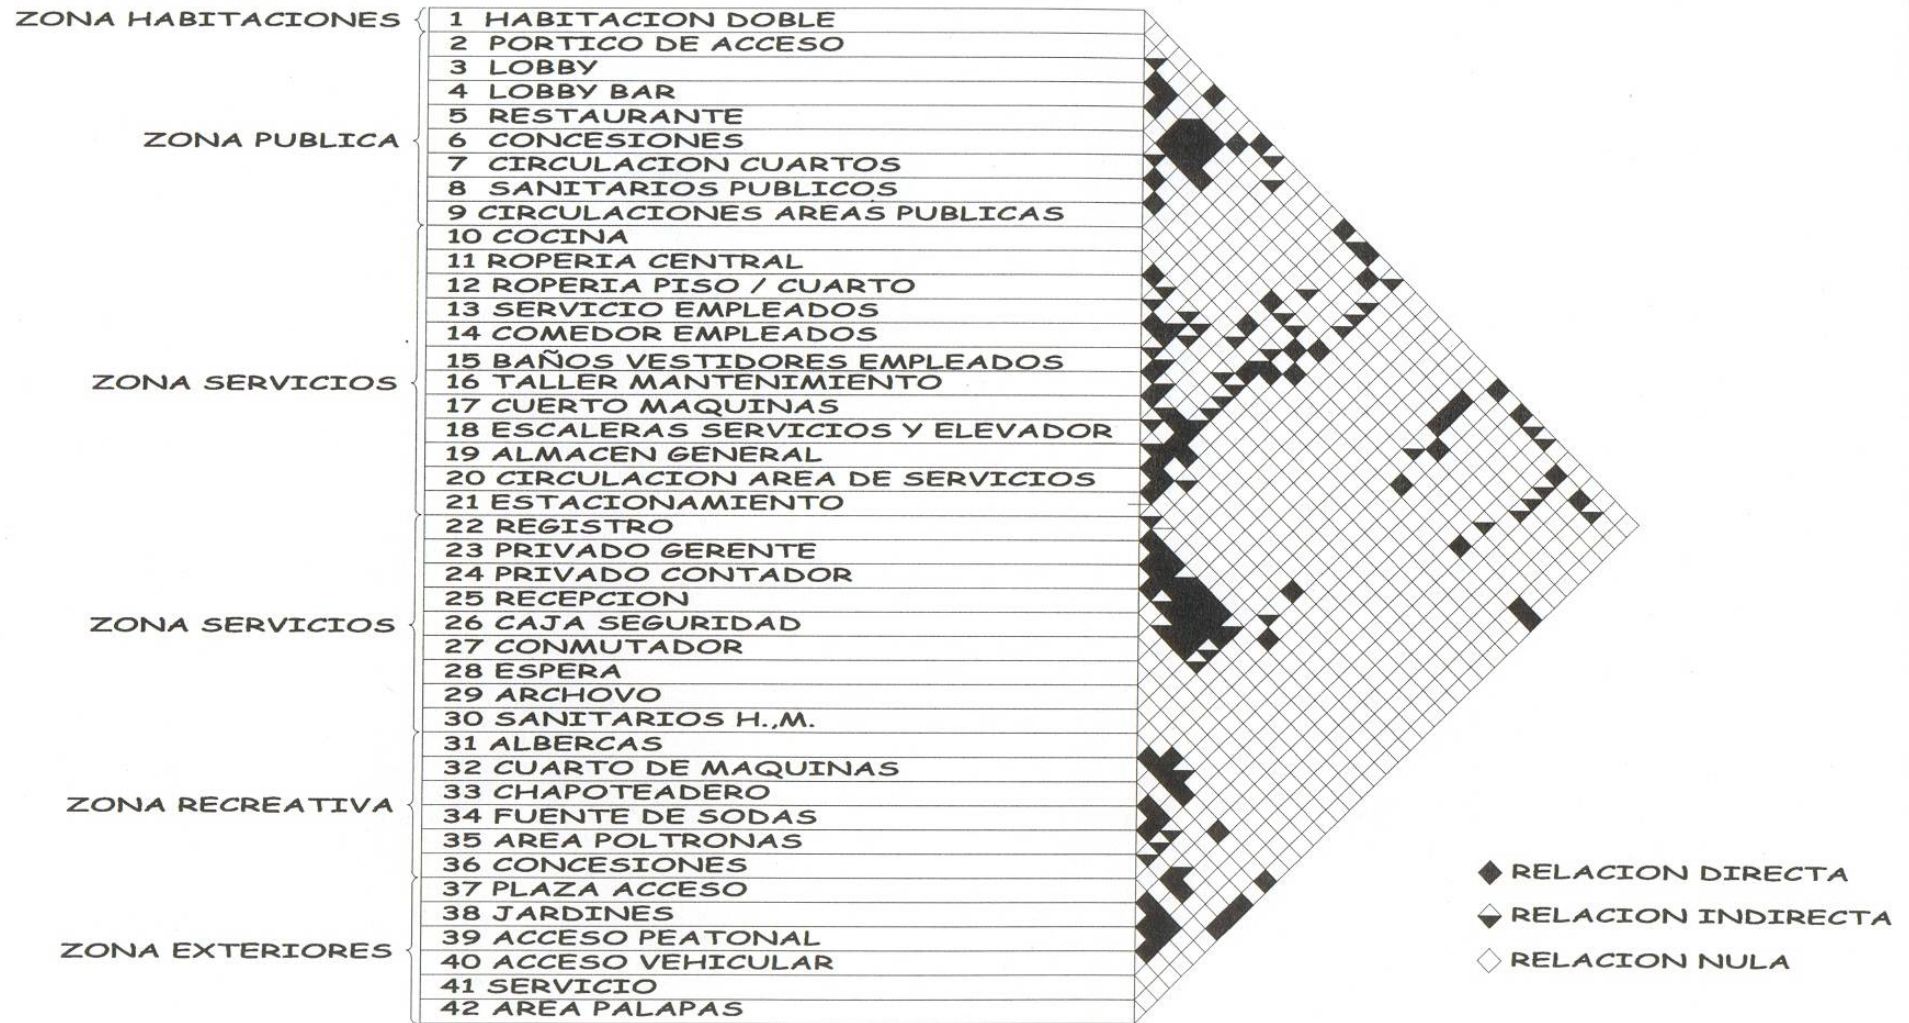 ZONA HABITACIONES
1 HABITACION DOBLE
ZONA PUBLICA
2 PORTICO DE ACCESO
3 LOBBY
4 LOBBY BAR
5 RESTAURANTE
6 CONCESIONES
7 CIRCULACION CUARTOS
8 SANITARIOS PUBLICOS
9 CIRCULACIONES AREAS PUBLICAS
ZONA SERVICIOS
10 COCINA
11 ROPERIA CENTRAL
12 ROPERIA PISO / CUARTO
13 SERVICIO EMPLEADOS
14 COMEDOR EMPLEADOS
15 BAÑOS VESTIDORES EMPLEADOS
16 TALLER MANTENIMIENTO
17 CUERTO MAQUINAS
18 ESCALERAS SERVICIOS Y ELEVADOR
19 ALMACEN GENERAL
20 CIRCULACION AREA DE SERVICIOS
21 ESTACIONAMIENTO
ZONA SERVICIOS
22 REGISTRO
23 PRIVADO GERENTE
24 PRIVADO CONTADOR
25 RECEPCION
26 CAJA SEGURIDAD
27 CONMUTADOR
28 ESPERA
29 ARCHOVO
30 SANITARIOS H.,M.
ZONA RECREATIVA
31 ALBERCAS
32 CUARTO DE MAQUINAS
33 CHAPOTEADERO
34 FUENTE DE SODAS
35 AREA POLTRONAS
36 CONCESIONES
ZONA EXTERIORES
37 PLAZA ACCESO
38 JARDINES
39 ACCESO PEATONAL
40 ACCESO VEHICULAR
41 SERVICIO
42 AREA PALAPAS
RELACION DIRECTA
RELACION INDIRECTA
RELACION NULA